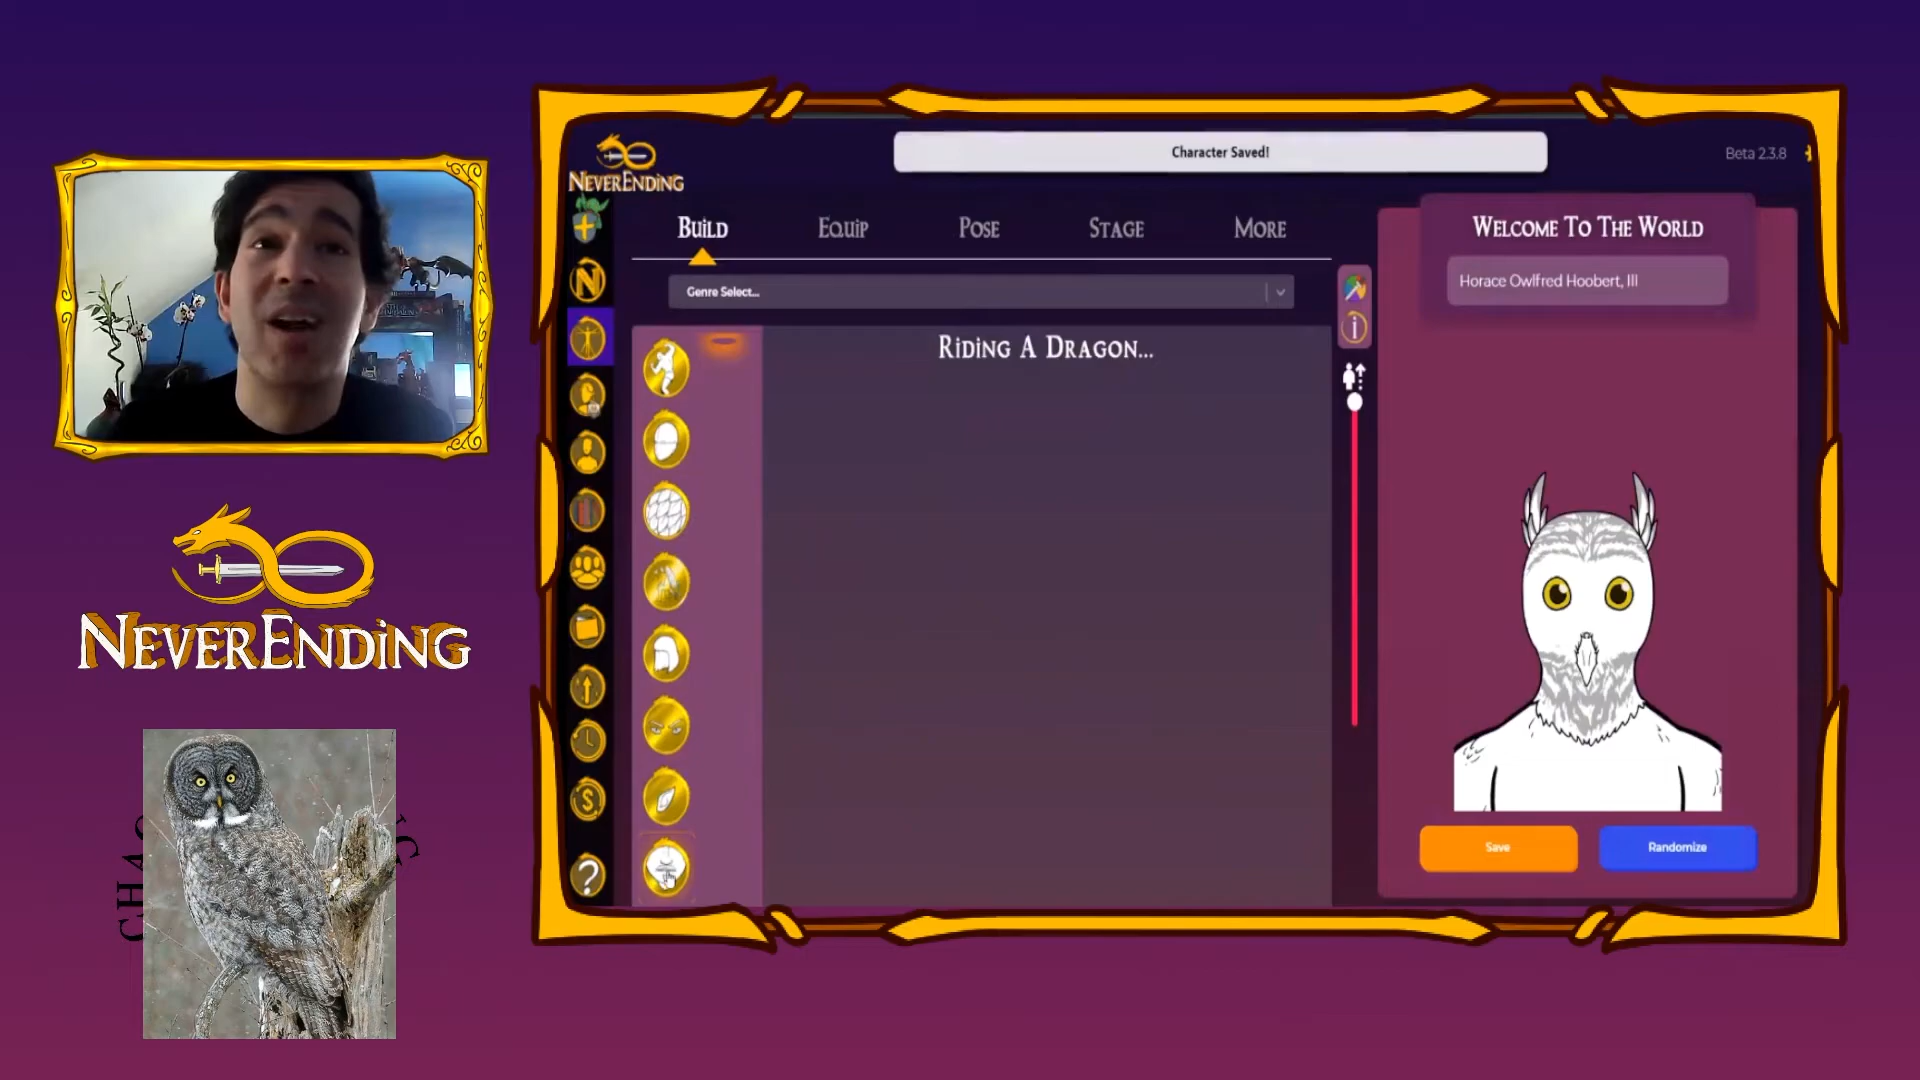 NEVERENDING
Character Saved!
Beta 2.3.8
BUILD
EQUIP
POSE
STAGE
MORE
WELCOME TO THE WORLD
Genre Select...
Horace Owlfred Hoobert, III
RIDING A DRAGON...
NEVERENDING
Save
Randomize
CHA